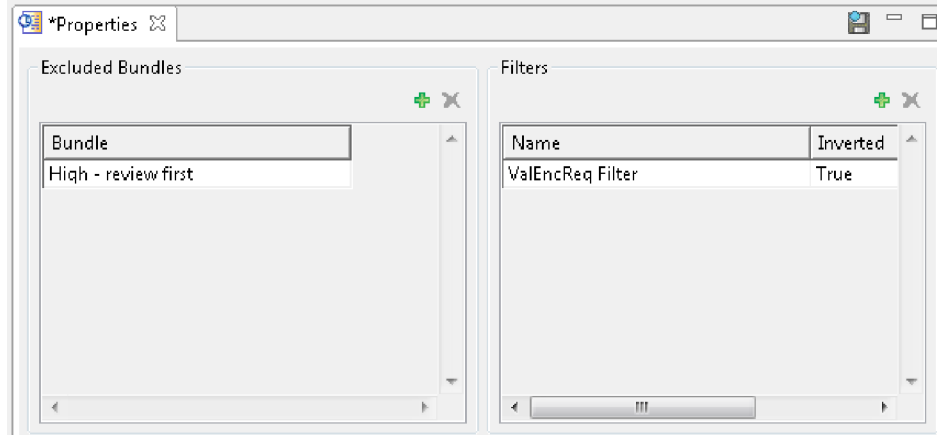 *Properties
Excluded Bundles
Filters
Bundle
High - review first
Name Inverted
ValEncReq Filter True